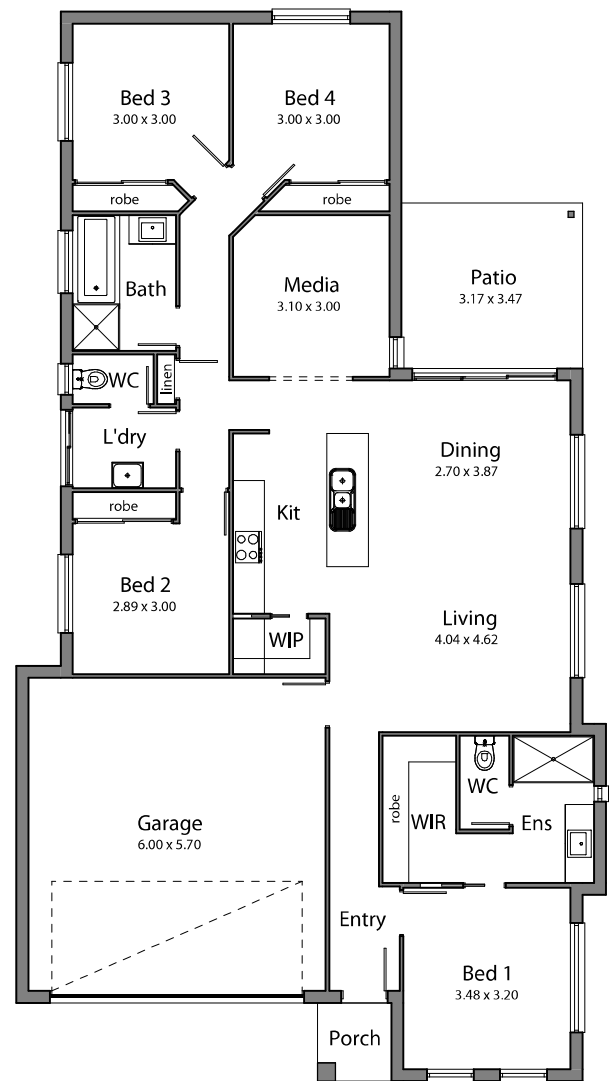 Bed 3
3.00 x 3.00
Bed 4
3.00 x 3.00
robe
robe
Bath
Media
3.10 x 3.00
Patio
3.17 x 3.47
WC
linen
L'dry
Dining
2.70 x 3.87
robe
Kit
Bed 2
2.89 x 3.00
Living
4.04 x 4.62
WIP
WC
robe
WIR
Ens
Garage
6.00 x 5.70
Entry
Bed 1
3.48 x 3.20
Porch